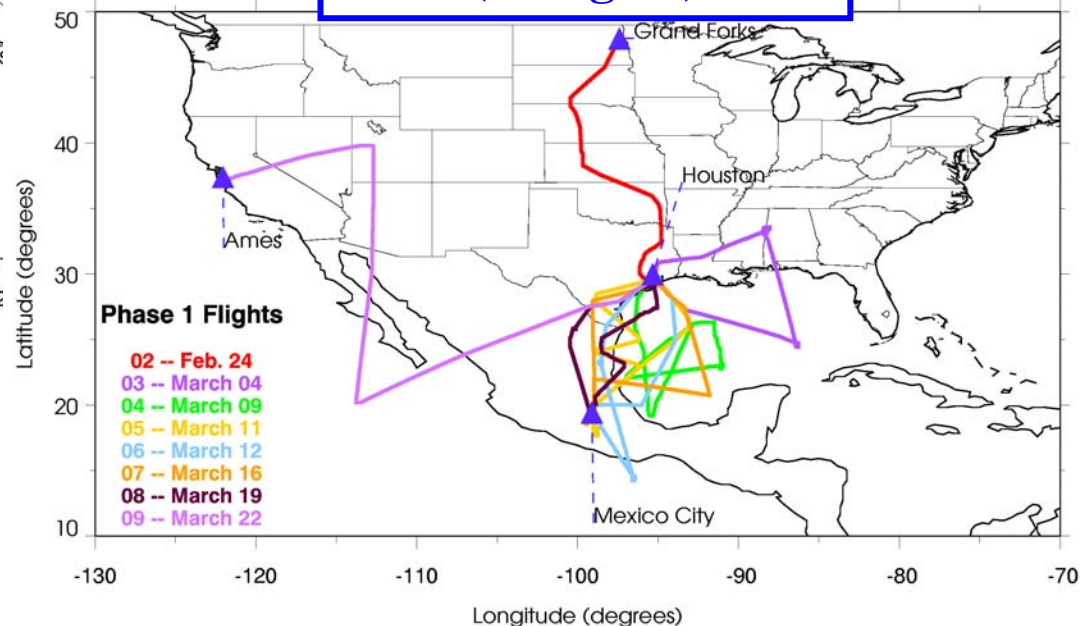 50
Grand Forks
40
Houston
Ames
30
Phase 1 Flights
02 -- Feb. 24
03 -- March 04
04 -- March 09
05 -- March 11
06 -- March 12
07 -- March 16
08 -- March 19
09 -- March 22
20
Mexico City
10
-130 -120 -110 -100 -90 -80 -70
Latitude (degrees)
Longitude (degrees)